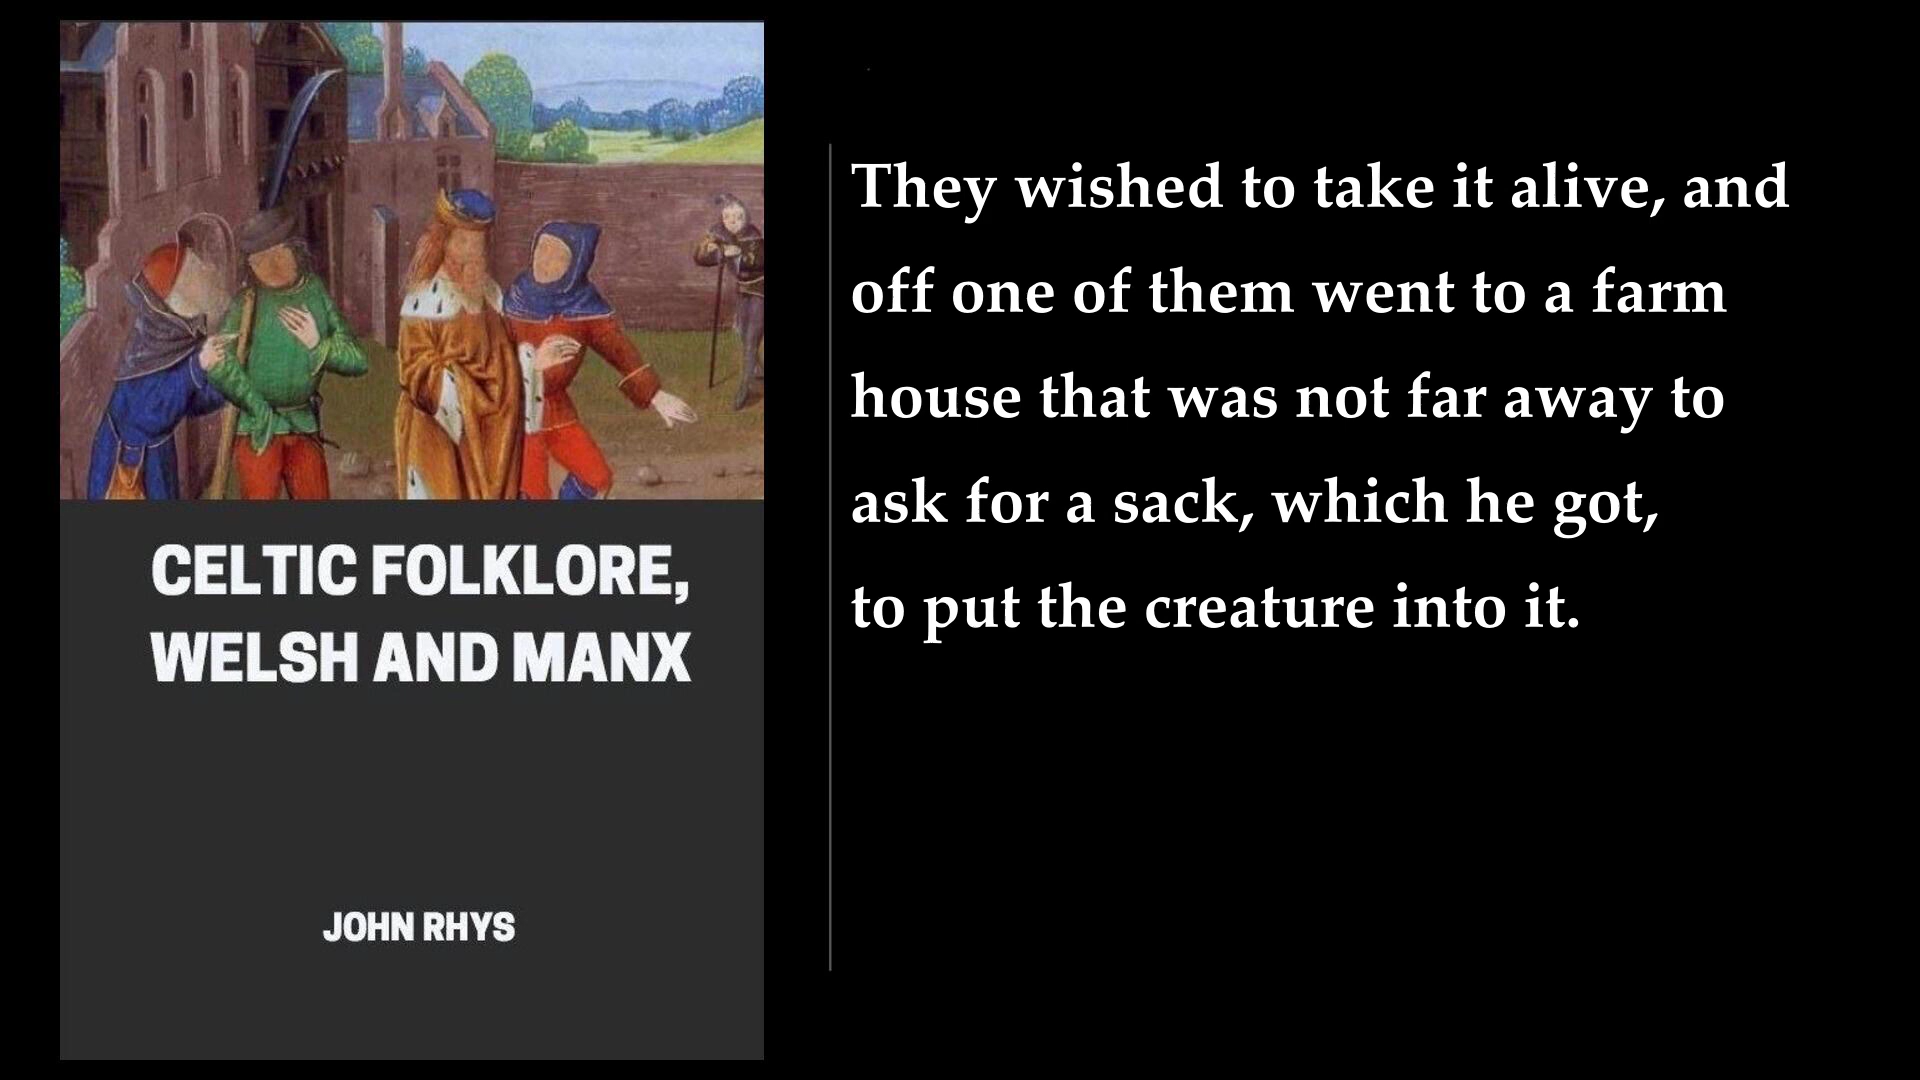 CELTIC FOLKLORE,
WELSH AND MANX
JOHN RHYS
They wished to take it alive, and
off one of them went to a farm
house that was not far away to
ask for a sack, which he got,
to put the creature into it.